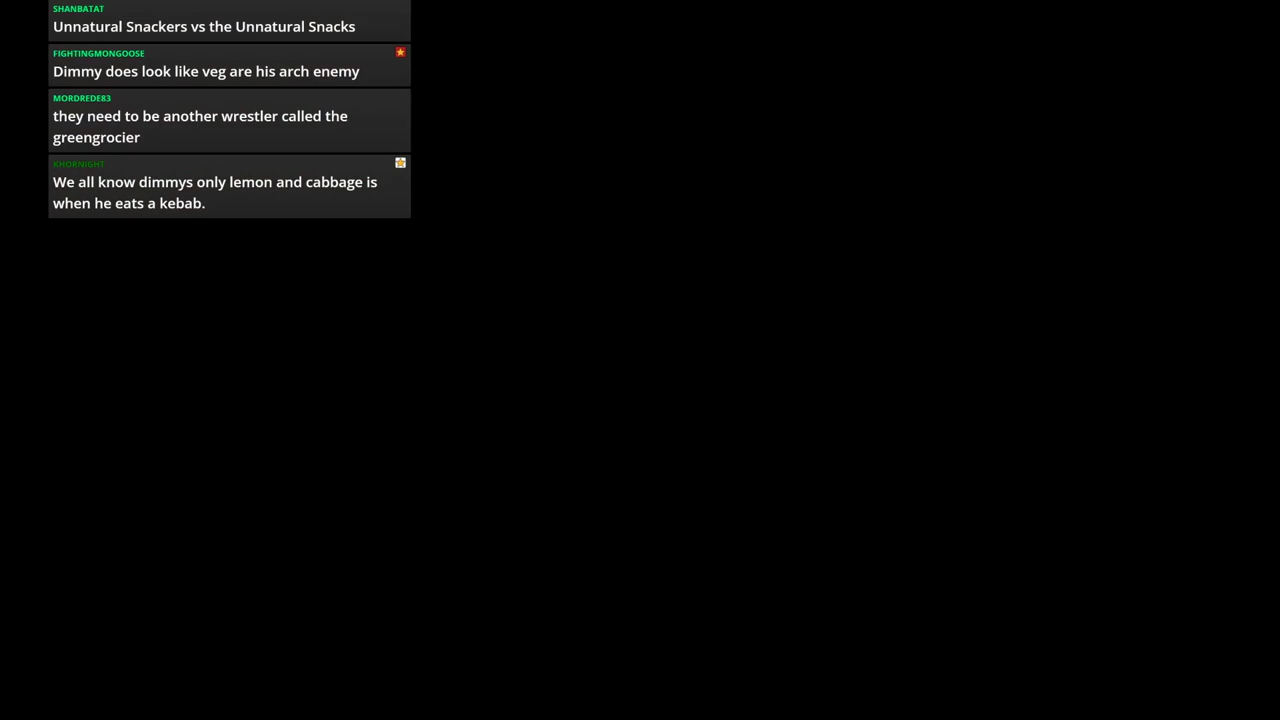 SHANBATAT
Unnatural Snackers vs the Unnatural Snacks
FIGHTINGMONGOOSE
Dimmy does look like veg are his arch enemy
MORDREDE83
they need to be another wrestler called the
greengrocier
KHORNIGHT
We all know dimmys only lemon and cabbage is
when he eats a kebab.